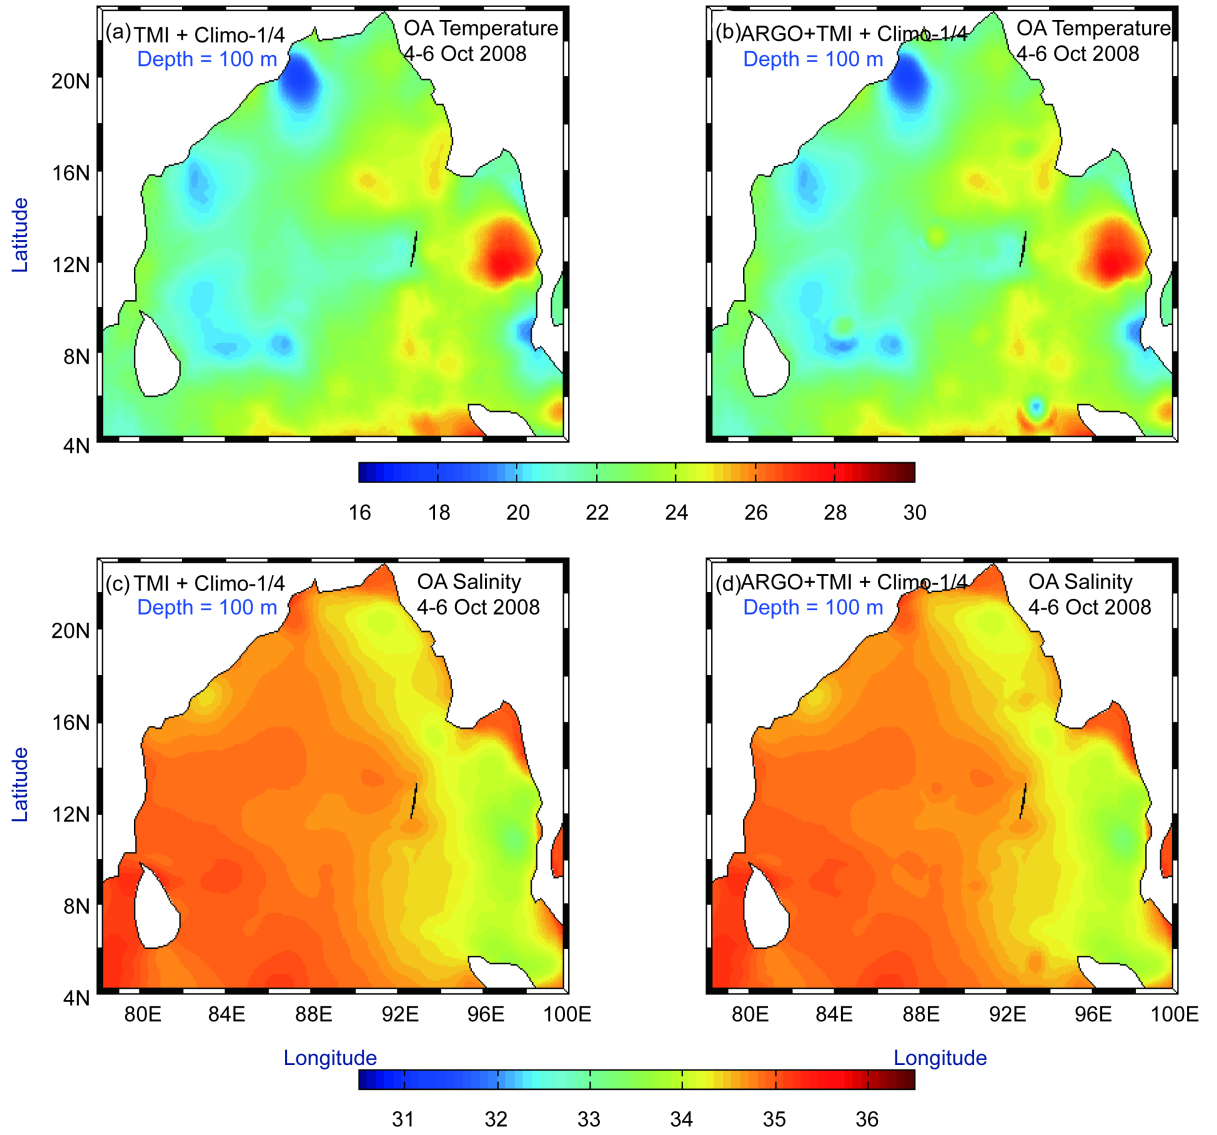 (a) TMI + Climo-1/4 OA Temperature
Depth = 100 m 4-6 Oct 2008
(b) ARGO+TMI + Climo-1/4 OA Temperature
Depth = 100 m 4-6 Oct 2008
20N
16N
12N
8N
4N
Latitude
16 18 20 22 24 26 28 30
(c) TMI + Climo-1/4 OA Salinity
Depth = 100 m 4-6 Oct 2008
(d) ARGO+TMI + Climo-1/4 OA Salinity
Depth = 100 m 4-6 Oct 2008
20N
16N
12N
8N
4N
Latitude
80E 84E 88E 92E 96E 100E
80E 84E 88E 92E 96E 100E
Longitude
Longitude
31 32 33 34 35 36